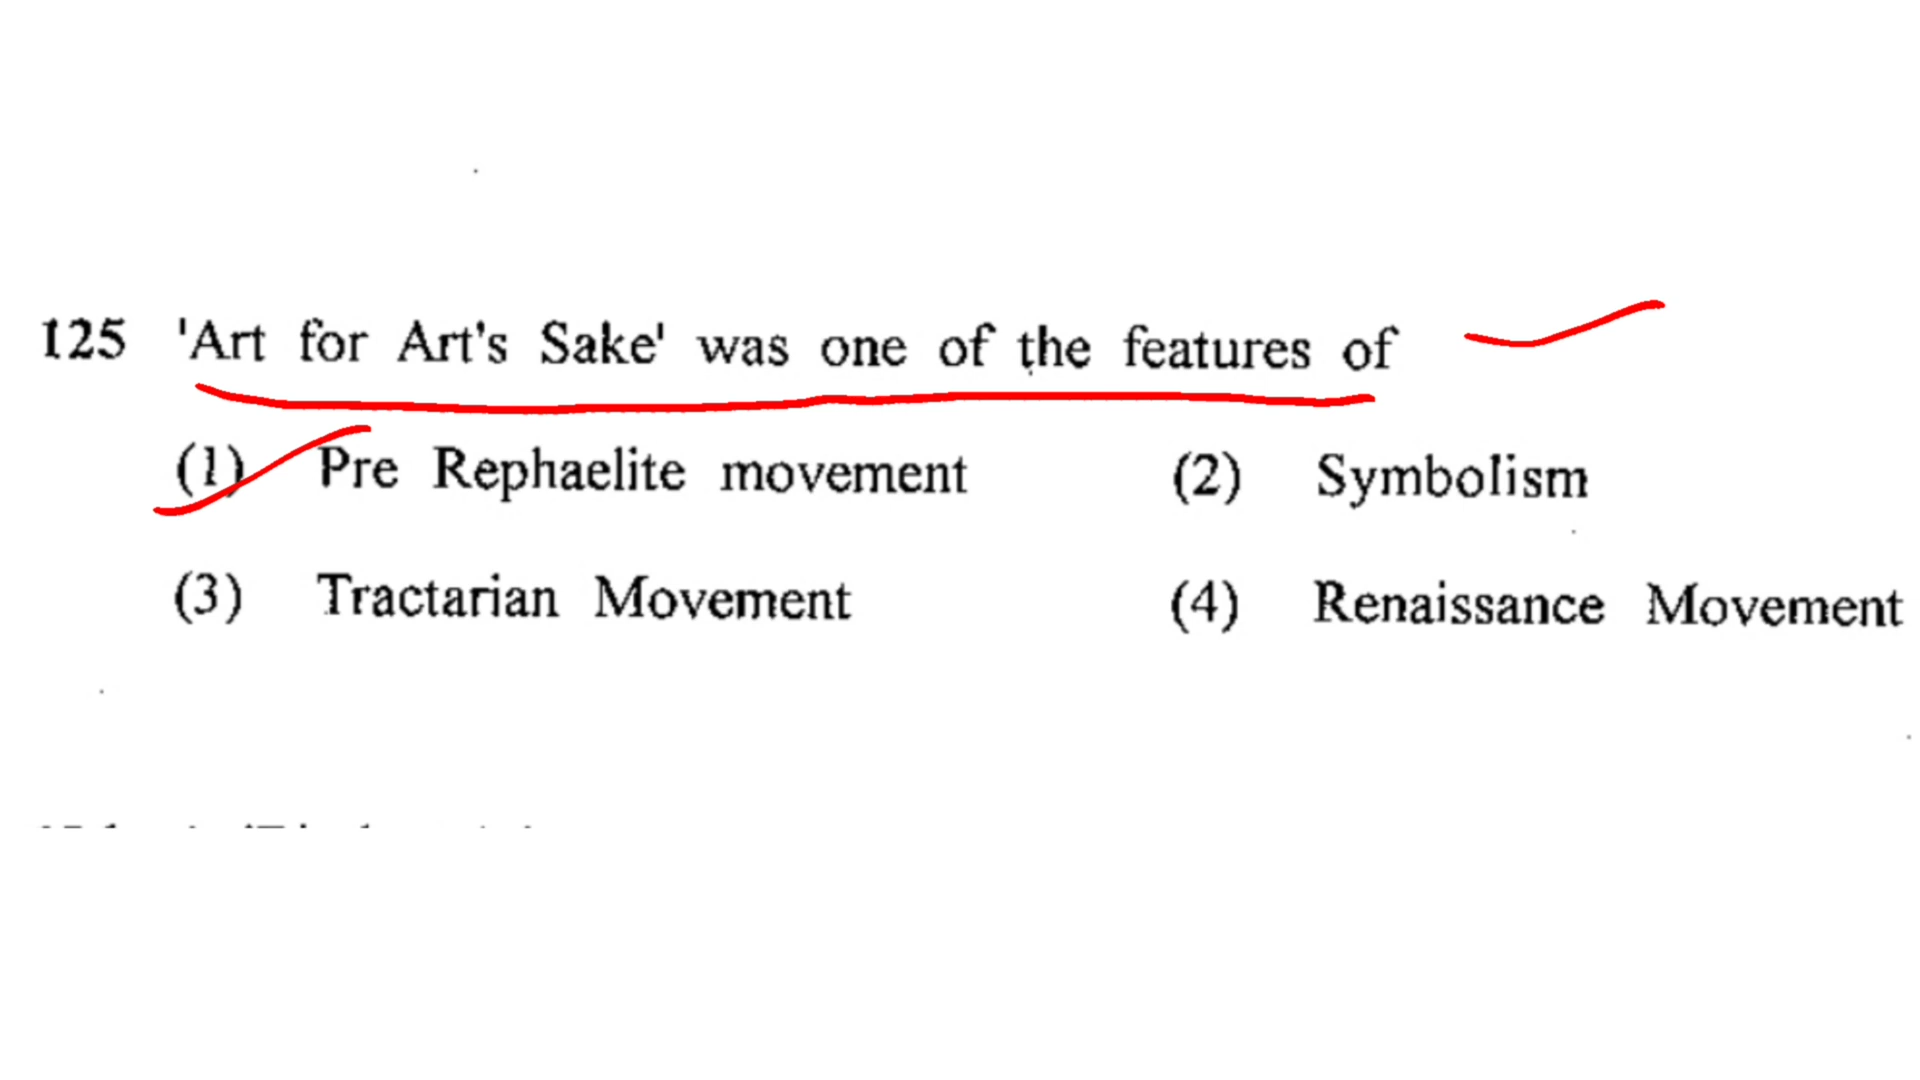 125 'Art for Art's Sake' was one of the features of
(1) Pre Rephaelite movement (2) Symbolism
(3) Tractarian Movement (4) Renaissance Movement